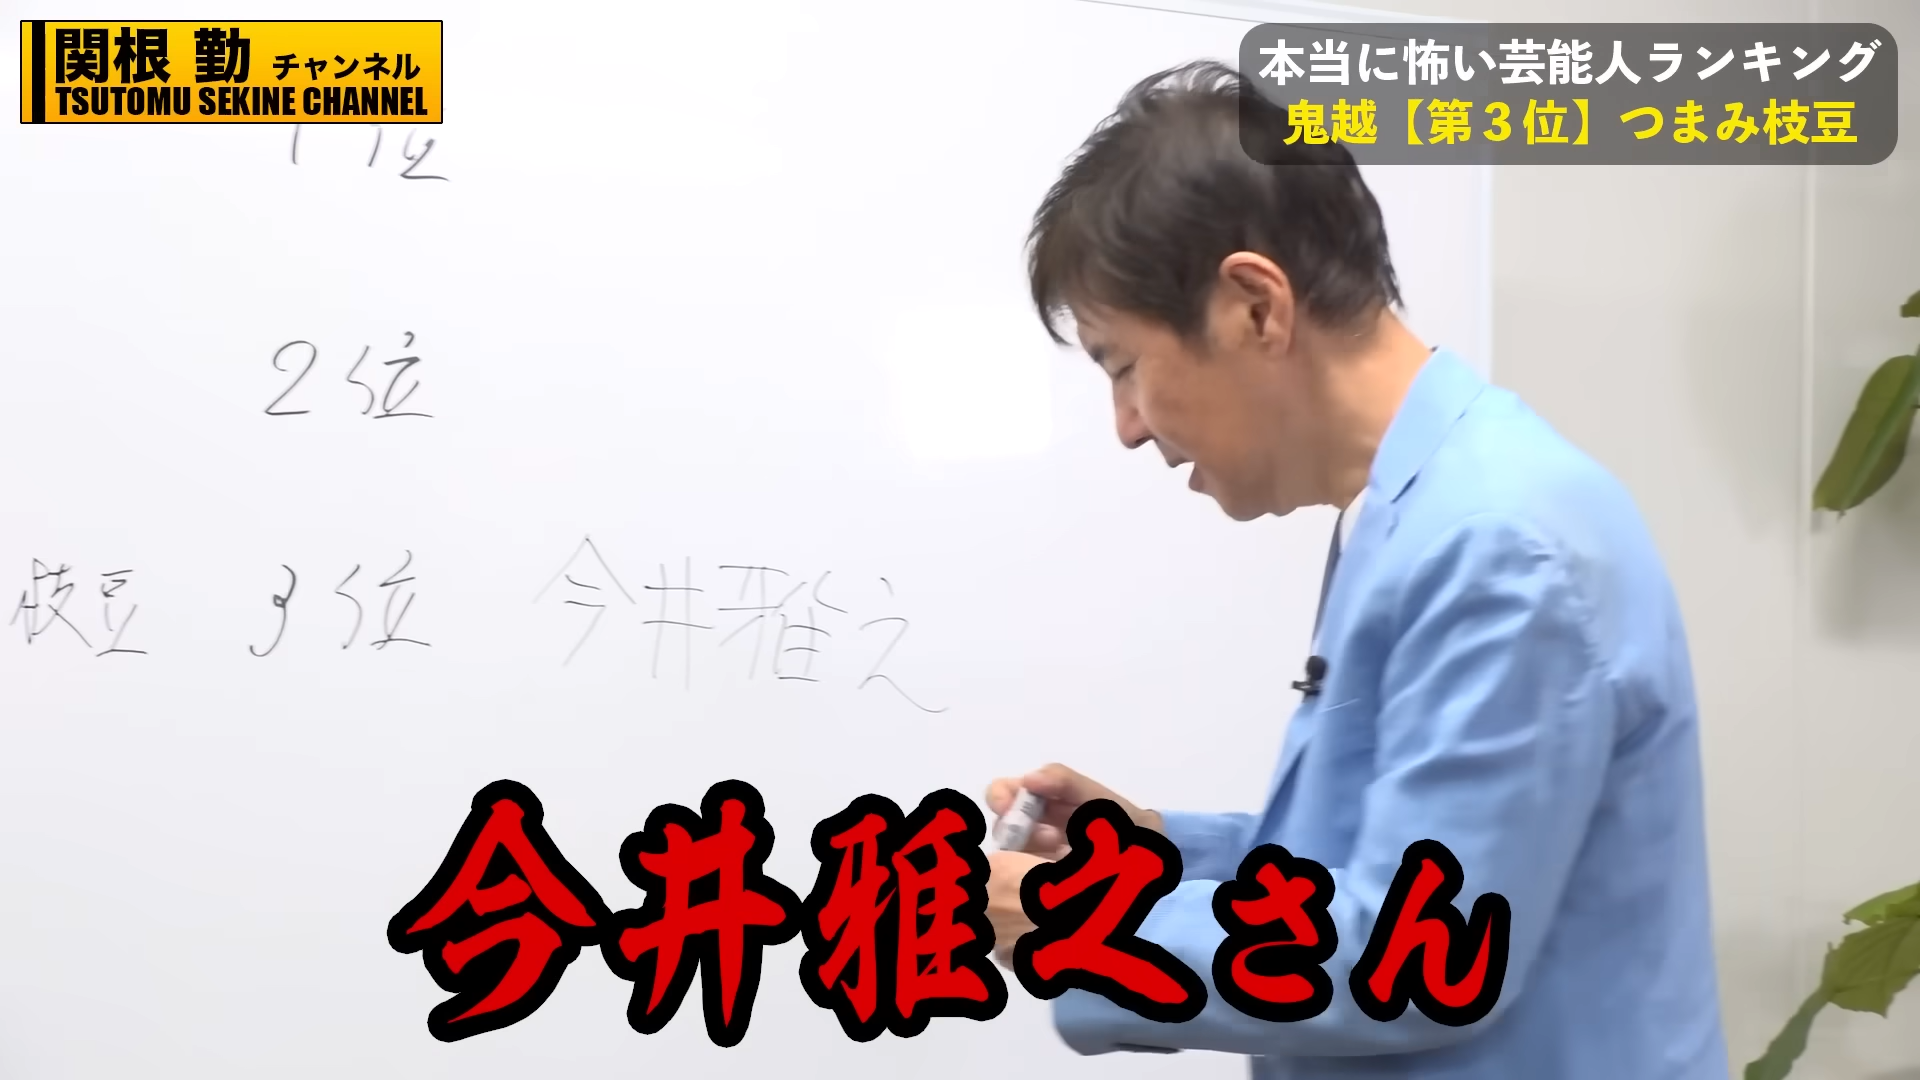 関根 勤 チャンネル
TSUTOMU SEKINE CHANNEL
本当に怖い芸能人ランキング
鬼越【第３位】つまみ枝豆
1位
2位
枝豆 3位 今井雅之
今井雅之さん